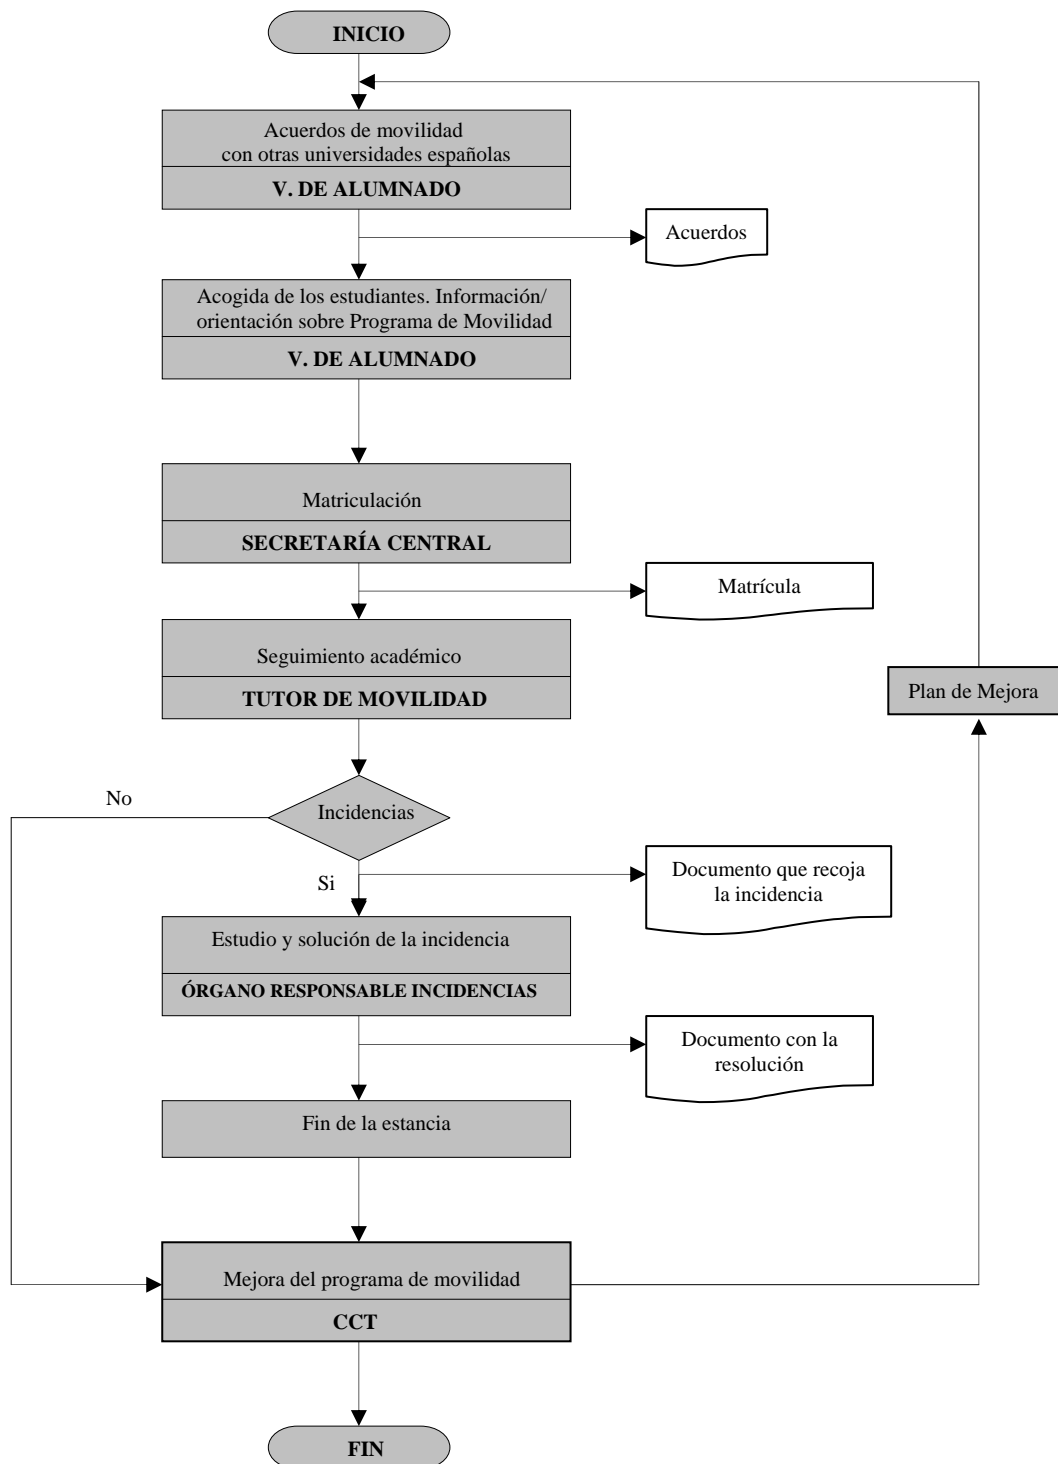 INICIO
Acuerdos de movilidad
con otras universidades españolas
V. DE ALUMNADO
Acuerdos
Acogida de los estudiantes. Información/
orientación sobre Programa de Movilidad
V. DE ALUMNADO
Matriculación
SECRETARÍA CENTRAL
Matrícula
Seguimiento académico
TUTOR DE MOVILIDAD
Plan de Mejora
No
Incidencias
Si
Documento que recoja
la incidencia
Estudio y solución de la incidencia
ÓRGANO RESPONSABLE INCIDENCIAS
Documento con la
resolución
Fin de la estancia
Mejora del programa de movilidad
CCT
FIN